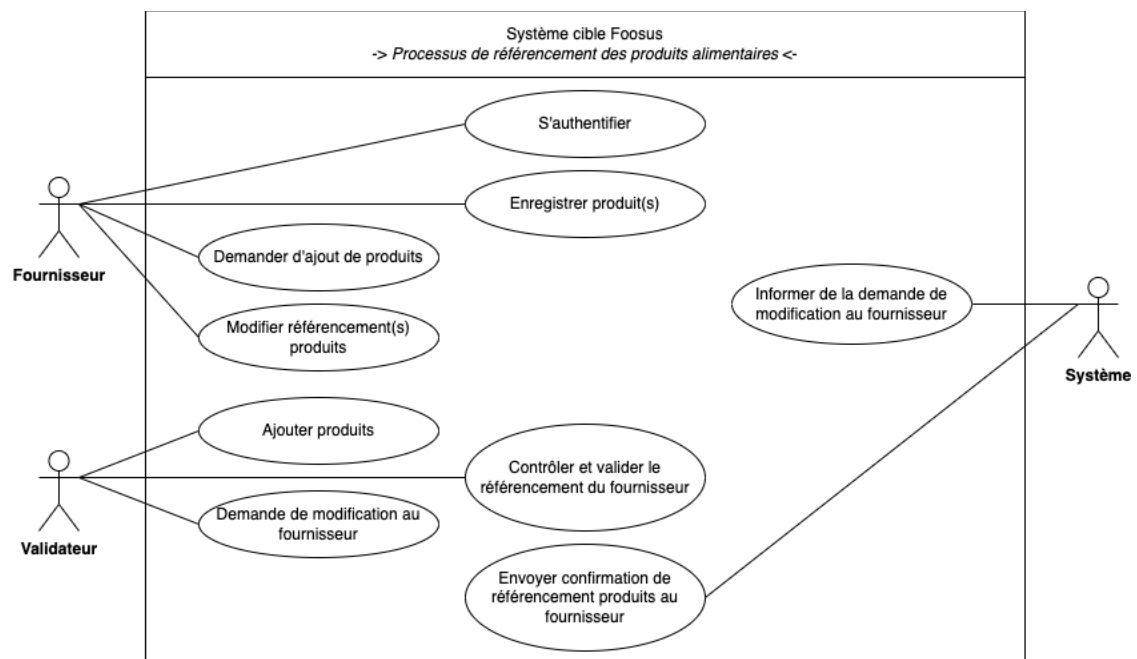 Système cible Foosus
-> Processus de référencement des produits alimentaires <-
S'authentifier
Enregistrer produit(s)
Fournisseur
Demander d'ajout de produits
Modifier référencement(s)
produits
Informer de la demande de
modification au fournisseur
Système
Ajouter produits
Contrôler et valider le
référencement du fournisseur
Demande de modification au
fournisseur
Validateur
Envoyer confirmation de
référencement produits au
fournisseur